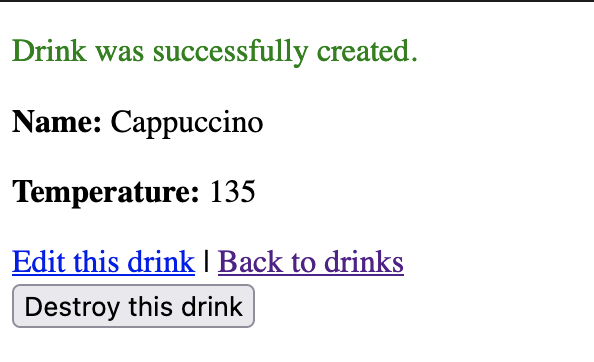 Drink was successfully created.
Name: Cappuccino
Temperature: 135
Edit this drink | Back to drinks
Destroy this drink